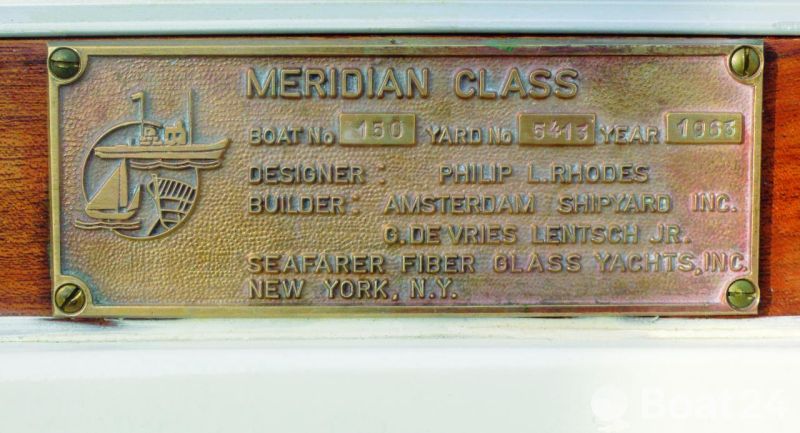 MERIDIAN CLASS
BOAT No 150 YARD No 5413 YEAR 1963
DESIGNER : PHILIP L. RHODES
BUILDER : AMSTERDAM SHIPYARD INC.
G. DE VRIES LENTSCH JR.
SEAFARER FIBER GLASS YACHTS, INC.
NEW YORK, N.Y.
Boat24